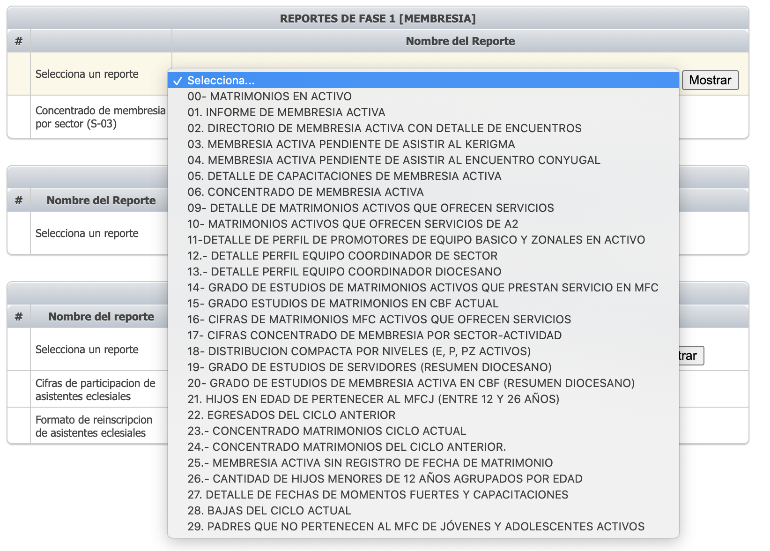 REPORTES DE FASE 1 [MEMBRESIA]
# Nombre del Reporte
Selecciona un reporte
Mostrar
Concentrado de membresia
por sector (S-03)
# Nombre del Reporte
Selecciona un reporte
# Nombre del reporte
Selecciona un reporte
trar
Cifras de participacion de
asistentes eclesiales
Formato de reinscripcion
de asistentes eclesiales
✓ Selecciona...
00- MATRIMONIOS EN ACTIVO
01. INFORME DE MEMBRESIA ACTIVA
02. DIRECTORIO DE MEMBRESIA ACTIVA CON DETALLE DE ENCUENTROS
03. MEMBRESIA ACTIVA PENDIENTE DE ASISTIR AL KERIGMA
04. MEMBRESIA ACTIVA PENDIENTE DE ASISTIR AL ENCUENTRO CONYUGAL
05. DETALLE DE CAPACITACIONES DE MEMBRESIA ACTIVA
06. CONCENTRADO DE MEMBRESIA ACTIVA
09- DETALLE DE MATRIMONIOS ACTIVOS QUE OFRECEN SERVICIOS
10- MATRIMONIOS ACTIVOS QUE OFRECEN SERVICIOS DE A2
11-DETALLE DE PERFIL DE PROMOTORES DE EQUIPO BASICO Y ZONALES EN ACTIVO
12.- DETALLE PERFIL EQUIPO COORDINADOR DE SECTOR
13.- DETALLE PERFIL EQUIPO COORDINADOR DIOCESANO
14- GRADO DE ESTUDIOS DE MATRIMONIOS ACTIVOS QUE PRESTAN SERVICIO EN MFC
15- GRADO ESTUDIOS DE MATRIMONIOS EN CBF ACTUAL
16- CIFRAS DE MATRIMONIOS MFC ACTIVOS QUE OFRECEN SERVICIOS
17- CIFRAS CONCENTRADO DE MEMBRESIA POR SECTOR-ACTIVIDAD
18- DISTRIBUCION COMPACTA POR NIVELES (E, P, PZ ACTIVOS)
19- GRADO DE ESTUDIOS DE SERVIDORES (RESUMEN DIOCESANO)
20- GRADO DE ESTUDIOS DE MEMBRESIA ACTIVA EN CBF (RESUMEN DIOCESANO)
21. HIJOS EN EDAD DE PERTENECER AL MFCJ (ENTRE 12 Y 26 AÑOS)
22. EGRESADOS DEL CICLO ANTERIOR
23.- CONCENTRADO MATRIMONIOS CICLO ACTUAL
24.- CONCENTRADO MATRIMONIOS DEL CICLO ANTERIOR.
25.- MEMBRESIA ACTIVA SIN REGISTRO DE FECHA DE MATRIMONIO
26.- CANTIDAD DE HIJOS MENORES DE 12 AÑOS AGRUPADOS POR EDAD
27. DETALLE DE FECHAS DE MOMENTOS FUERTES Y CAPACITACIONES
28. BAJAS DEL CICLO ACTUAL
29. PADRES QUE NO PERTENECEN AL MFC DE JÓVENES Y ADOLESCENTES ACTIVOS